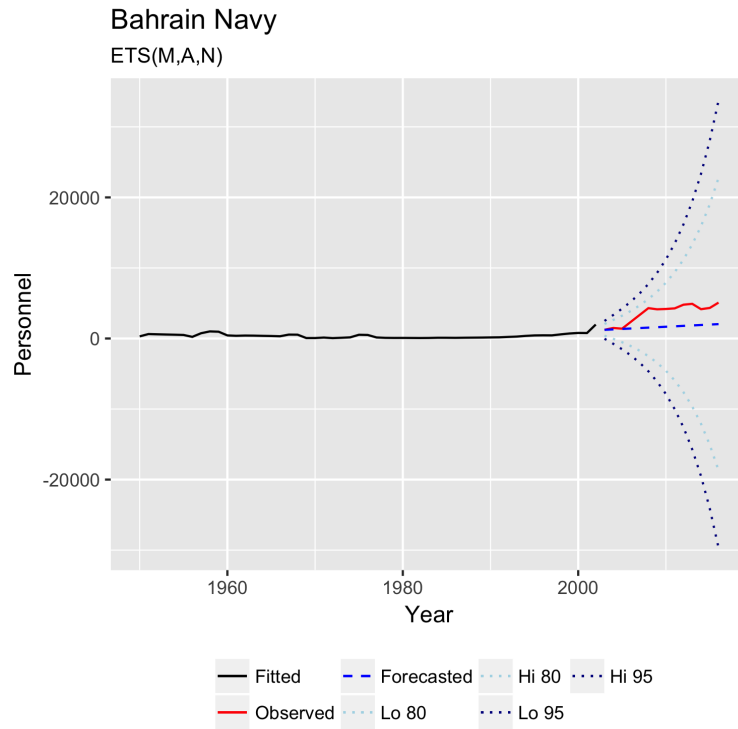 Bahrain Navy
ETS(M,A,N)
20000
0
-20000
Personnel
1960 1980 2000
Year
Fitted Forecasted Hi 80 Hi 95
Observed Lo 80 Lo 95